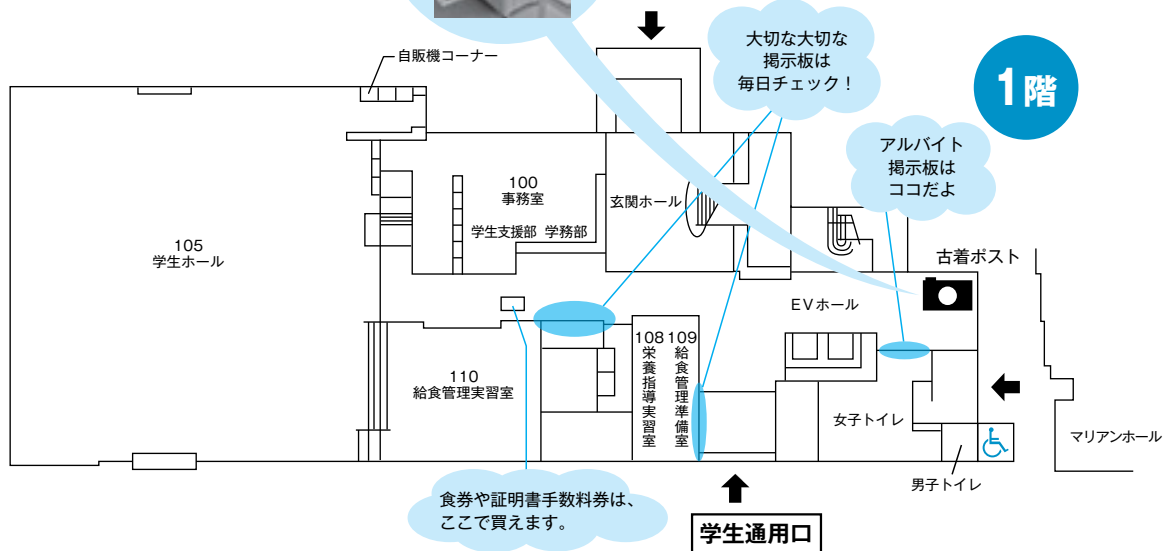 大切な大切な
掲示板は
毎日チェック！
1階
自販機コーナー
アルバイト
掲示板は
ココだよ
100
事務室
学生支援部 学務部
玄関ホール
105
学生ホール
古着ポスト
EVホール
108
栄養指導実習室
109
給食管理準備室
110
給食管理実習室
女子トイレ
マリアンホール
男子トイレ
食券や証明書手数料券は、
ここで買えます。
学生通用口